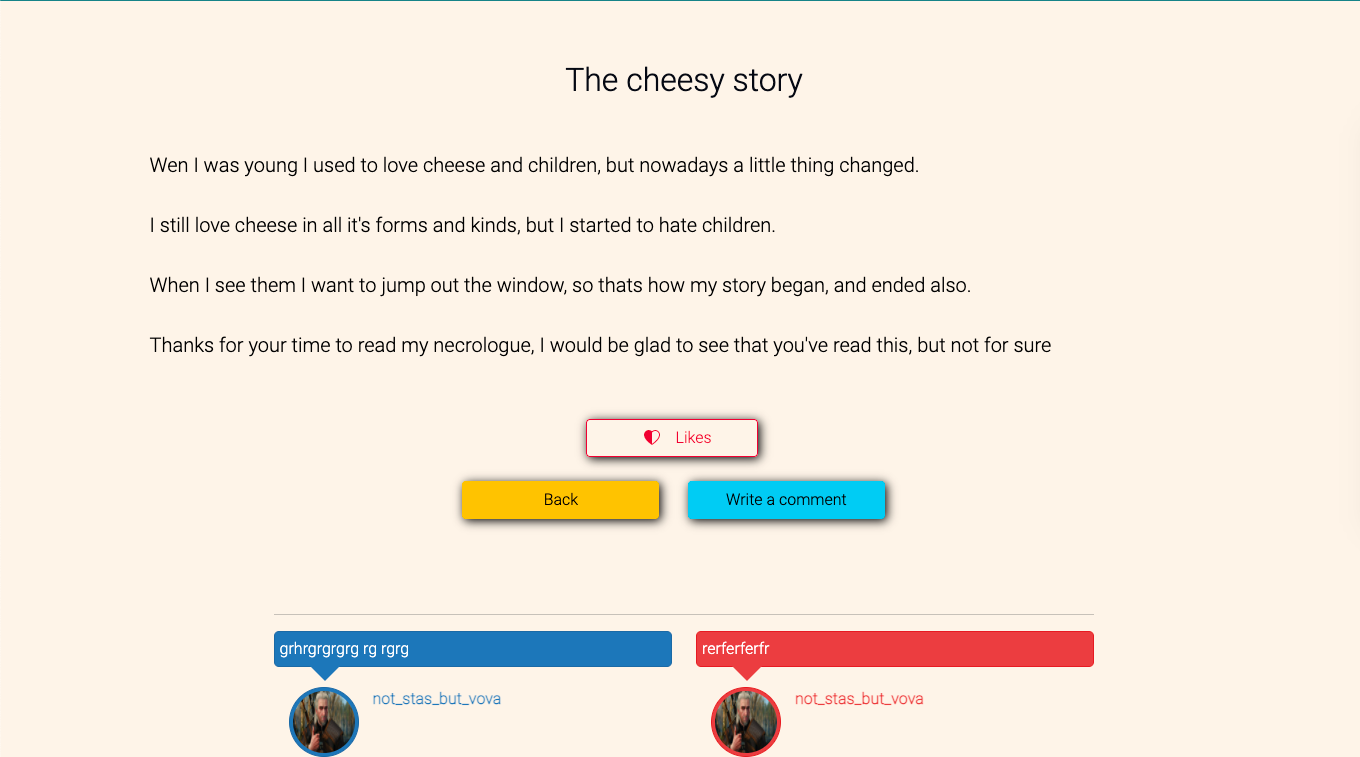 The cheesy story
Wen I was young I used to love cheese and children, but nowadays a little thing changed.
I still love cheese in all it's forms and kinds, but I started to hate children.
When I see them I want to jump out the window, so thats how my story began, and ended also.
Thanks for your time to read my necrologue, I would be glad to see that you've read this, but not for sure
Likes
Back
Write a comment
grhrgrgrgrg rg rgrg
not_stas_but_vova
rerferferfr
not_stas_but_vova